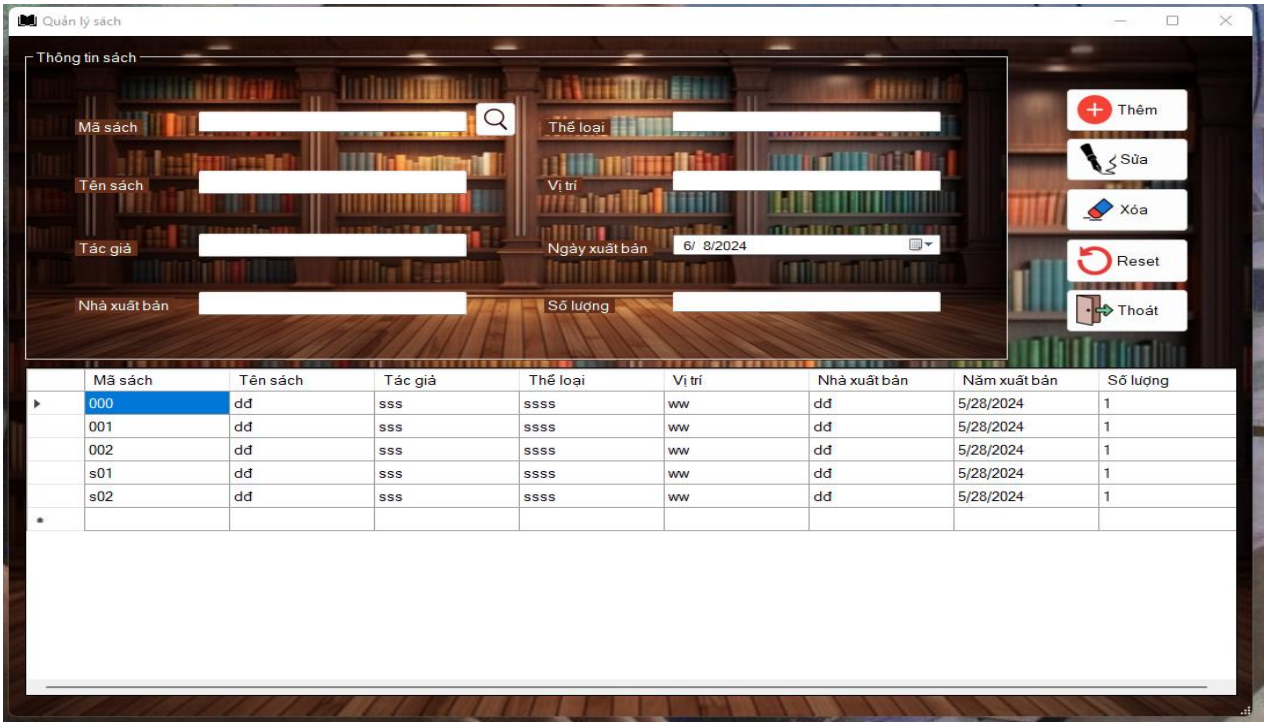 Quản lý sách
Thông tin sách
Mã sách
Thể loại
Tên sách
Vị trí
Tác giả
Ngày xuất bản 6/ 8/2024
Nhà xuất bản
Số lượng
Thêm
Sửa
Xóa
Reset
Thoát
Mã sách Tên sách Tác giả Thể loại Vị trí Nhà xuất bản Năm xuất bản Số lượng
000 dđ sss ssss ww dđ 5/28/2024 1
001 dđ sss ssss ww dđ 5/28/2024 1
002 dđ sss ssss ww dđ 5/28/2024 1
s01 dđ sss ssss ww dđ 5/28/2024 1
s02 dđ sss ssss ww dđ 5/28/2024 1